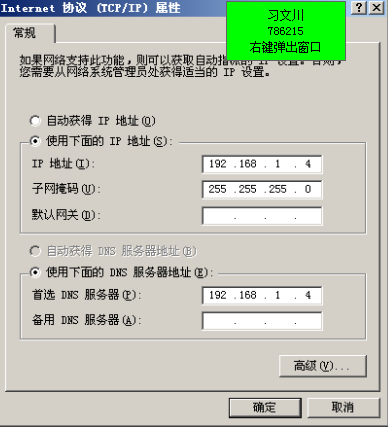 Internet 协议 (TCP/IP) 属性
习文川
786215
右键弹出窗口
常规
如果网络支持此功能，则可以获取自动指派的 IP 设置。否则，
您需要从网络系统管理员处获得适当的 IP 设置。
自动获得 IP 地址(O)
使用下面的 IP 地址(S):
IP 地址(I): 192 .168 . 1 . 4
子网掩码(U): 255 .255 .255 . 0
默认网关(D): . . .
自动获得 DNS 服务器地址(B)
使用下面的 DNS 服务器地址(E):
首选 DNS 服务器(P): 192 .168 . 1 . 4
备用 DNS 服务器(A): . . .
高级(V)...
确定
取消